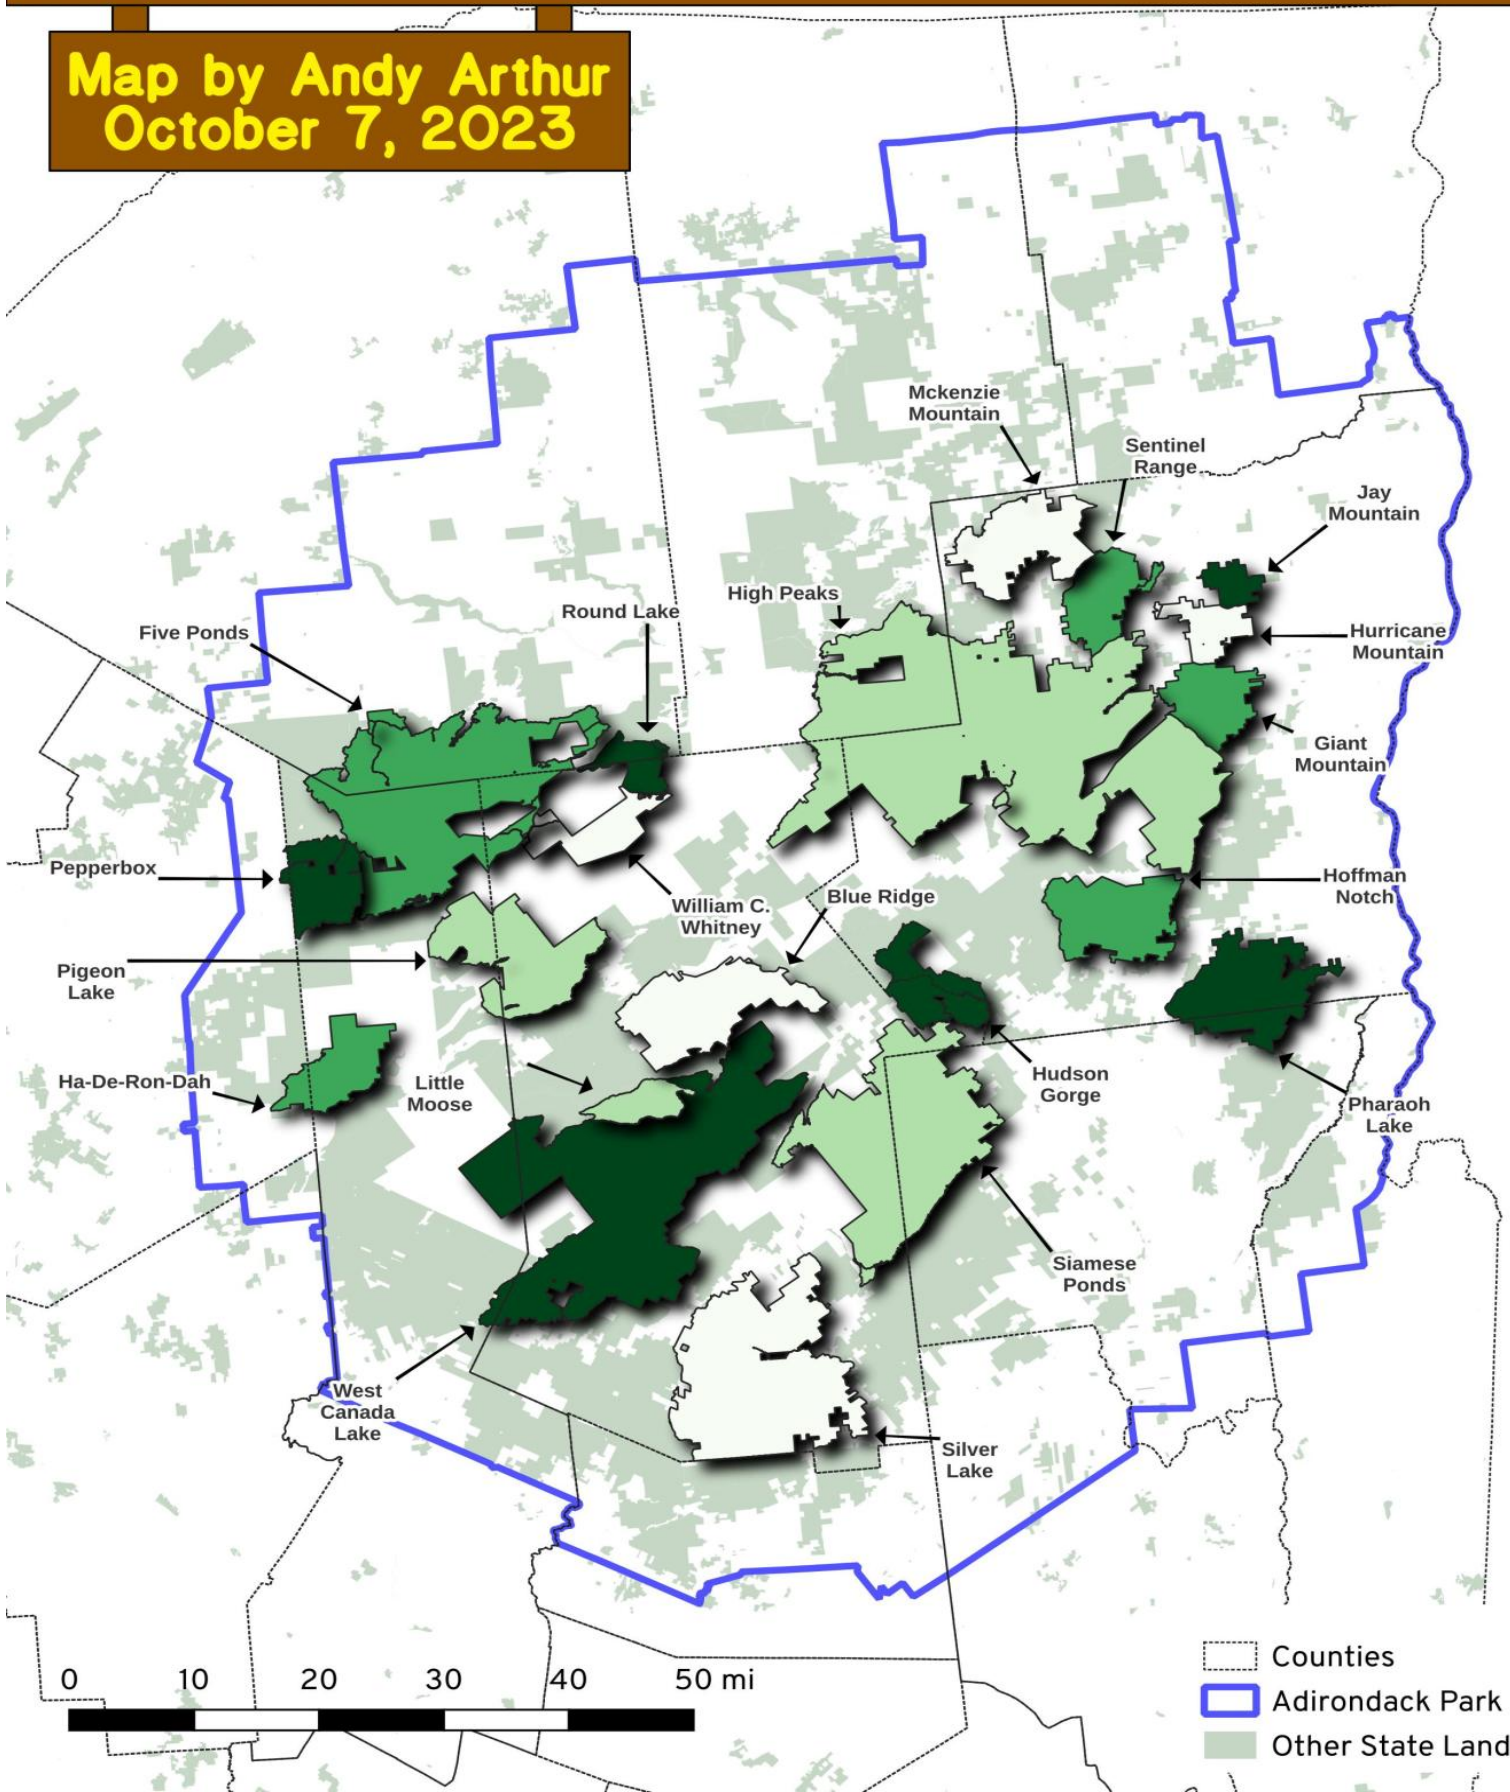 Map by Andy Arthur
October 7, 2023
Mckenzie
Mountain
Sentinel
Range
Jay
Mountain
High Peaks
Round Lake
Five Ponds
Hurricane
Mountain
Giant
Mountain
Pepperbox
Hoffman
Notch
William C.
Whitney
Blue Ridge
Pigeon
Lake
Ha-De-Ron-Dah
Little
Moose
Hudson
Gorge
Pharaoh
Lake
Siamese
Ponds
West
Canada
Lake
Silver
Lake
0 10 20 30 40 50 mi
Counties
Adirondack Park
Other State Land